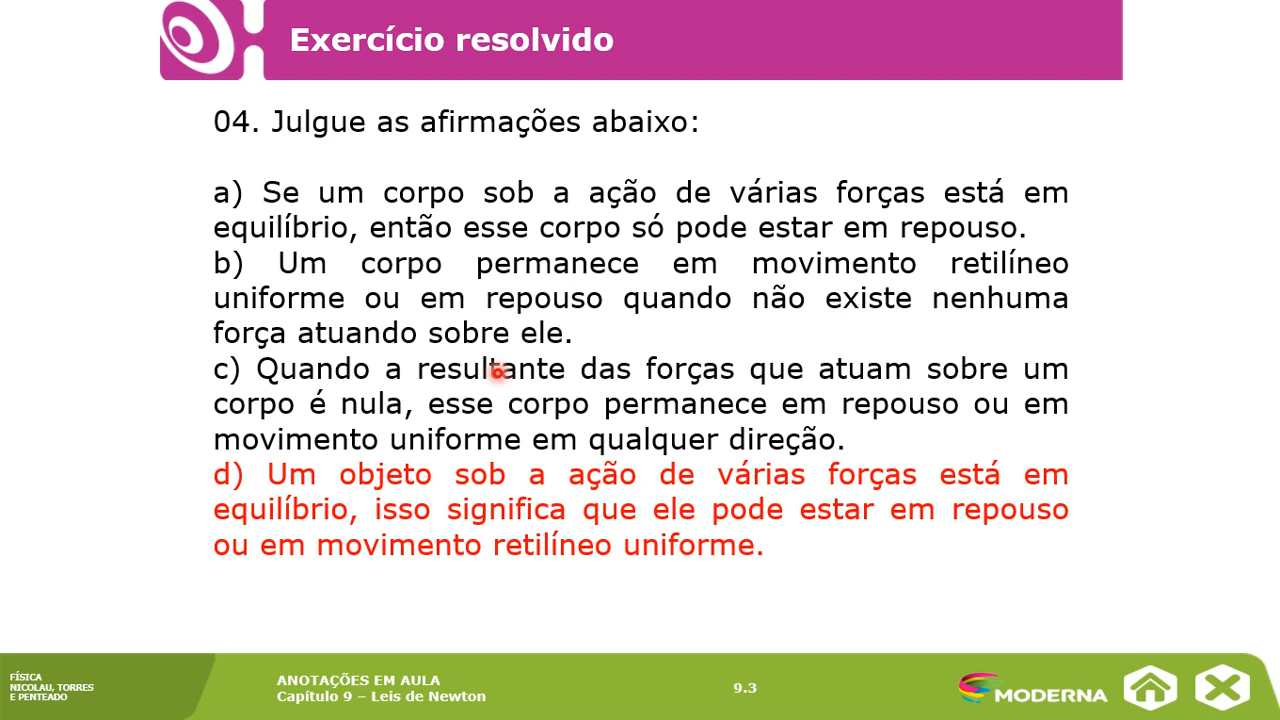 Exercício resolvido
04. Julgue as afirmações abaixo:
a) Se um corpo sob a ação de várias forças está em
equilíbrio, então esse corpo só pode estar em repouso.
b) Um corpo permanece em movimento retilíneo
uniforme ou em repouso quando não existe nenhuma
força atuando sobre ele.
c) Quando a resultante das forças que atuam sobre um
corpo é nula, esse corpo permanece em repouso ou em
movimento uniforme em qualquer direção.
d) Um objeto sob a ação de várias forças está em
equilíbrio, isso significa que ele pode estar em repouso
ou em movimento retilíneo uniforme.
FÍSICA
NICOLAU, TORRES
E PENTEADO
ANOTAÇÕES EM AULA
Capítulo 9 – Leis de Newton
9.3
MODERNA